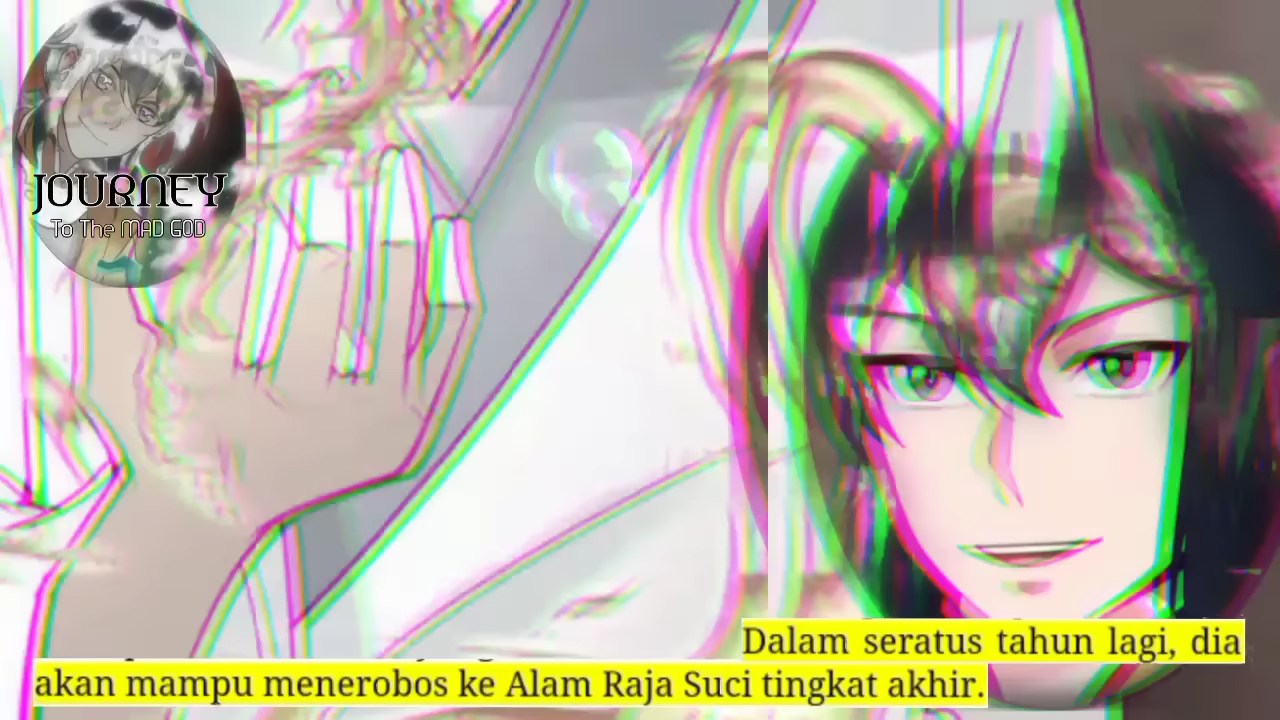 JOURNEY
To The MAD GOD
Dalam seratus tahun lagi, dia
akan mampu menerobos ke Alam Raja Suci tingkat akhir.